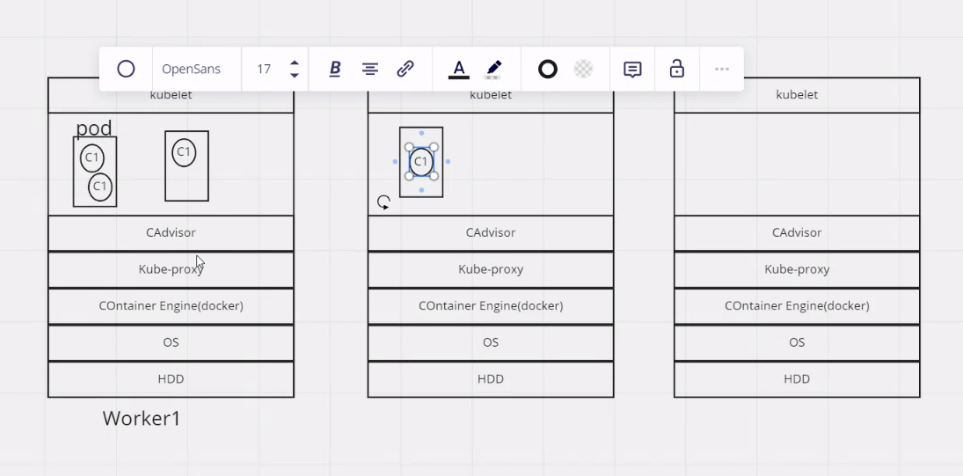 OpenSans 17 B A
kubelet kubelet kubelet
pod
C1 C1 C1
C1
CAdvisor CAdvisor CAdvisor
Kube-proxy Kube-proxy Kube-proxy
COntainer Engine(docker) COntainer Engine(docker) COntainer Engine(docker)
OS OS OS
HDD HDD HDD
Worker1